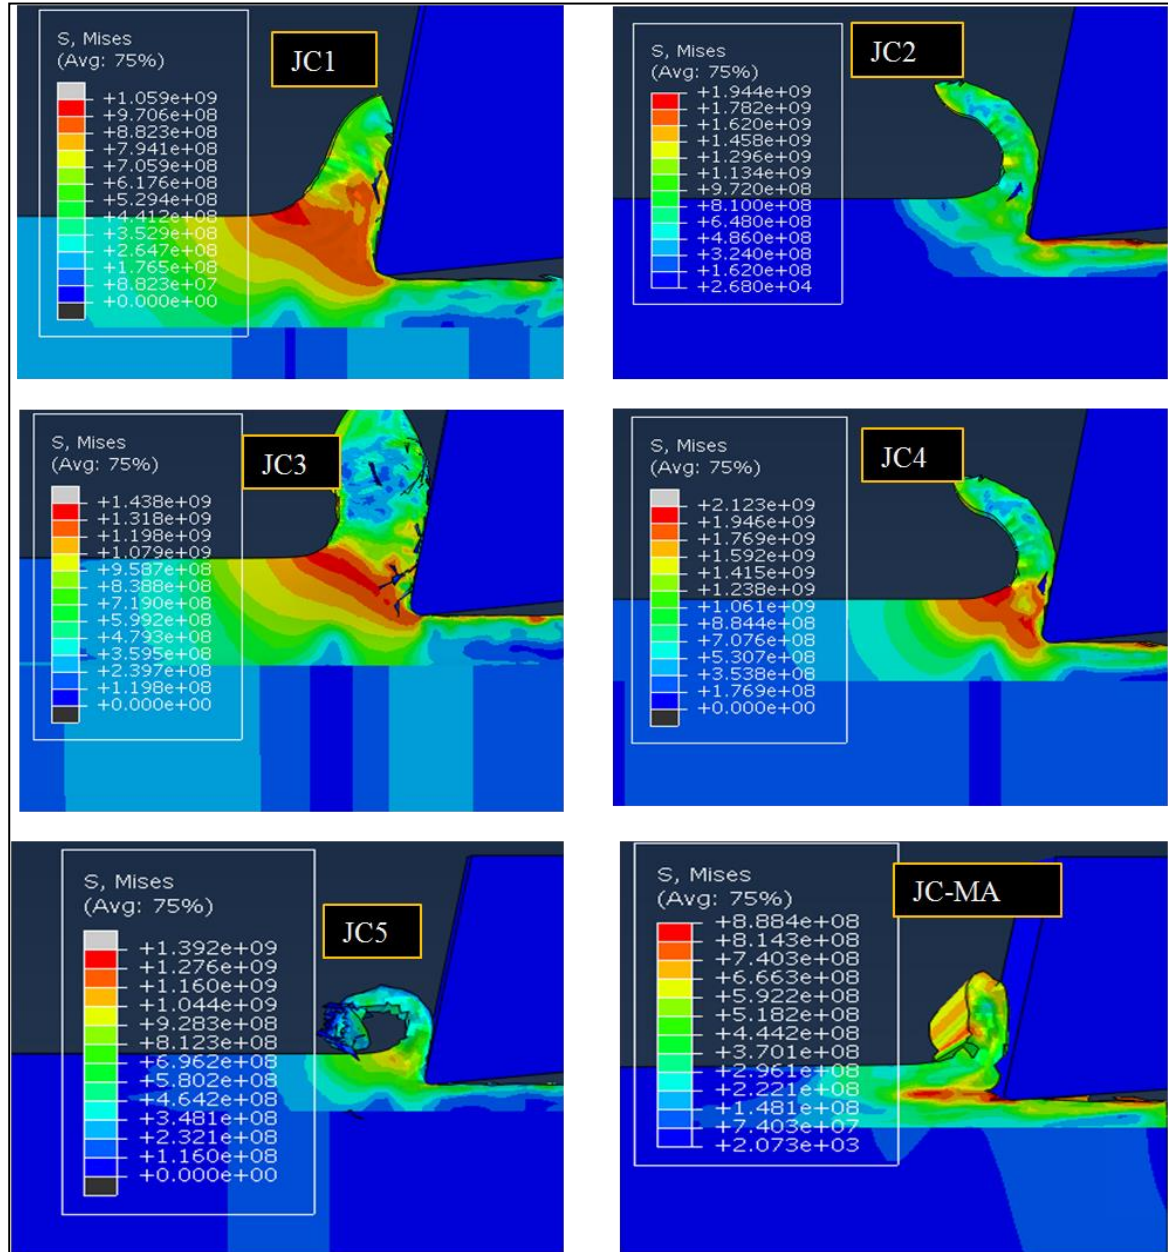 S, Mises
(Avg: 75%)
JC1
+1.059e+09
+9.706e+08
+8.823e+08
+7.941e+08
+7.059e+08
+6.176e+08
+5.294e+08
+4.412e+08
+3.529e+08
+2.647e+08
+1.765e+08
+8.823e+07
+0.000e+00
JC2
S, Mises
(Avg: 75%)
+1.944e+09
+1.782e+09
+1.620e+09
+1.458e+09
+1.296e+09
+1.134e+09
+9.720e+08
+8.100e+08
+6.480e+08
+4.860e+08
+3.240e+08
+1.620e+08
+2.680e+04
S, Mises
(Avg: 75%)
JC3
+1.438e+09
+1.318e+09
+1.198e+09
+1.079e+09
+9.587e+08
+8.388e+08
+7.190e+08
+5.992e+08
+4.793e+08
+3.595e+08
+2.397e+08
+1.198e+08
+0.000e+00
S, Mises
(Avg: 75%)
JC4
+2.123e+09
+1.946e+09
+1.769e+09
+1.592e+09
+1.415e+09
+1.238e+09
+1.061e+09
+8.844e+08
+7.076e+08
+5.307e+08
+3.538e+08
+1.769e+08
+0.000e+00
S, Mises
(Avg: 75%)
JC5
+1.392e+09
+1.276e+09
+1.160e+09
+1.044e+09
+9.283e+08
+8.123e+08
+6.962e+08
+5.802e+08
+4.642e+08
+3.481e+08
+2.321e+08
+1.160e+08
+0.000e+00
S, Mises
(Avg: 75%)
JC-MA
+8.884e+08
+8.143e+08
+7.403e+08
+6.663e+08
+5.922e+08
+5.182e+08
+4.442e+08
+3.701e+08
+2.961e+08
+2.221e+08
+1.481e+08
+7.403e+07
+2.073e+03